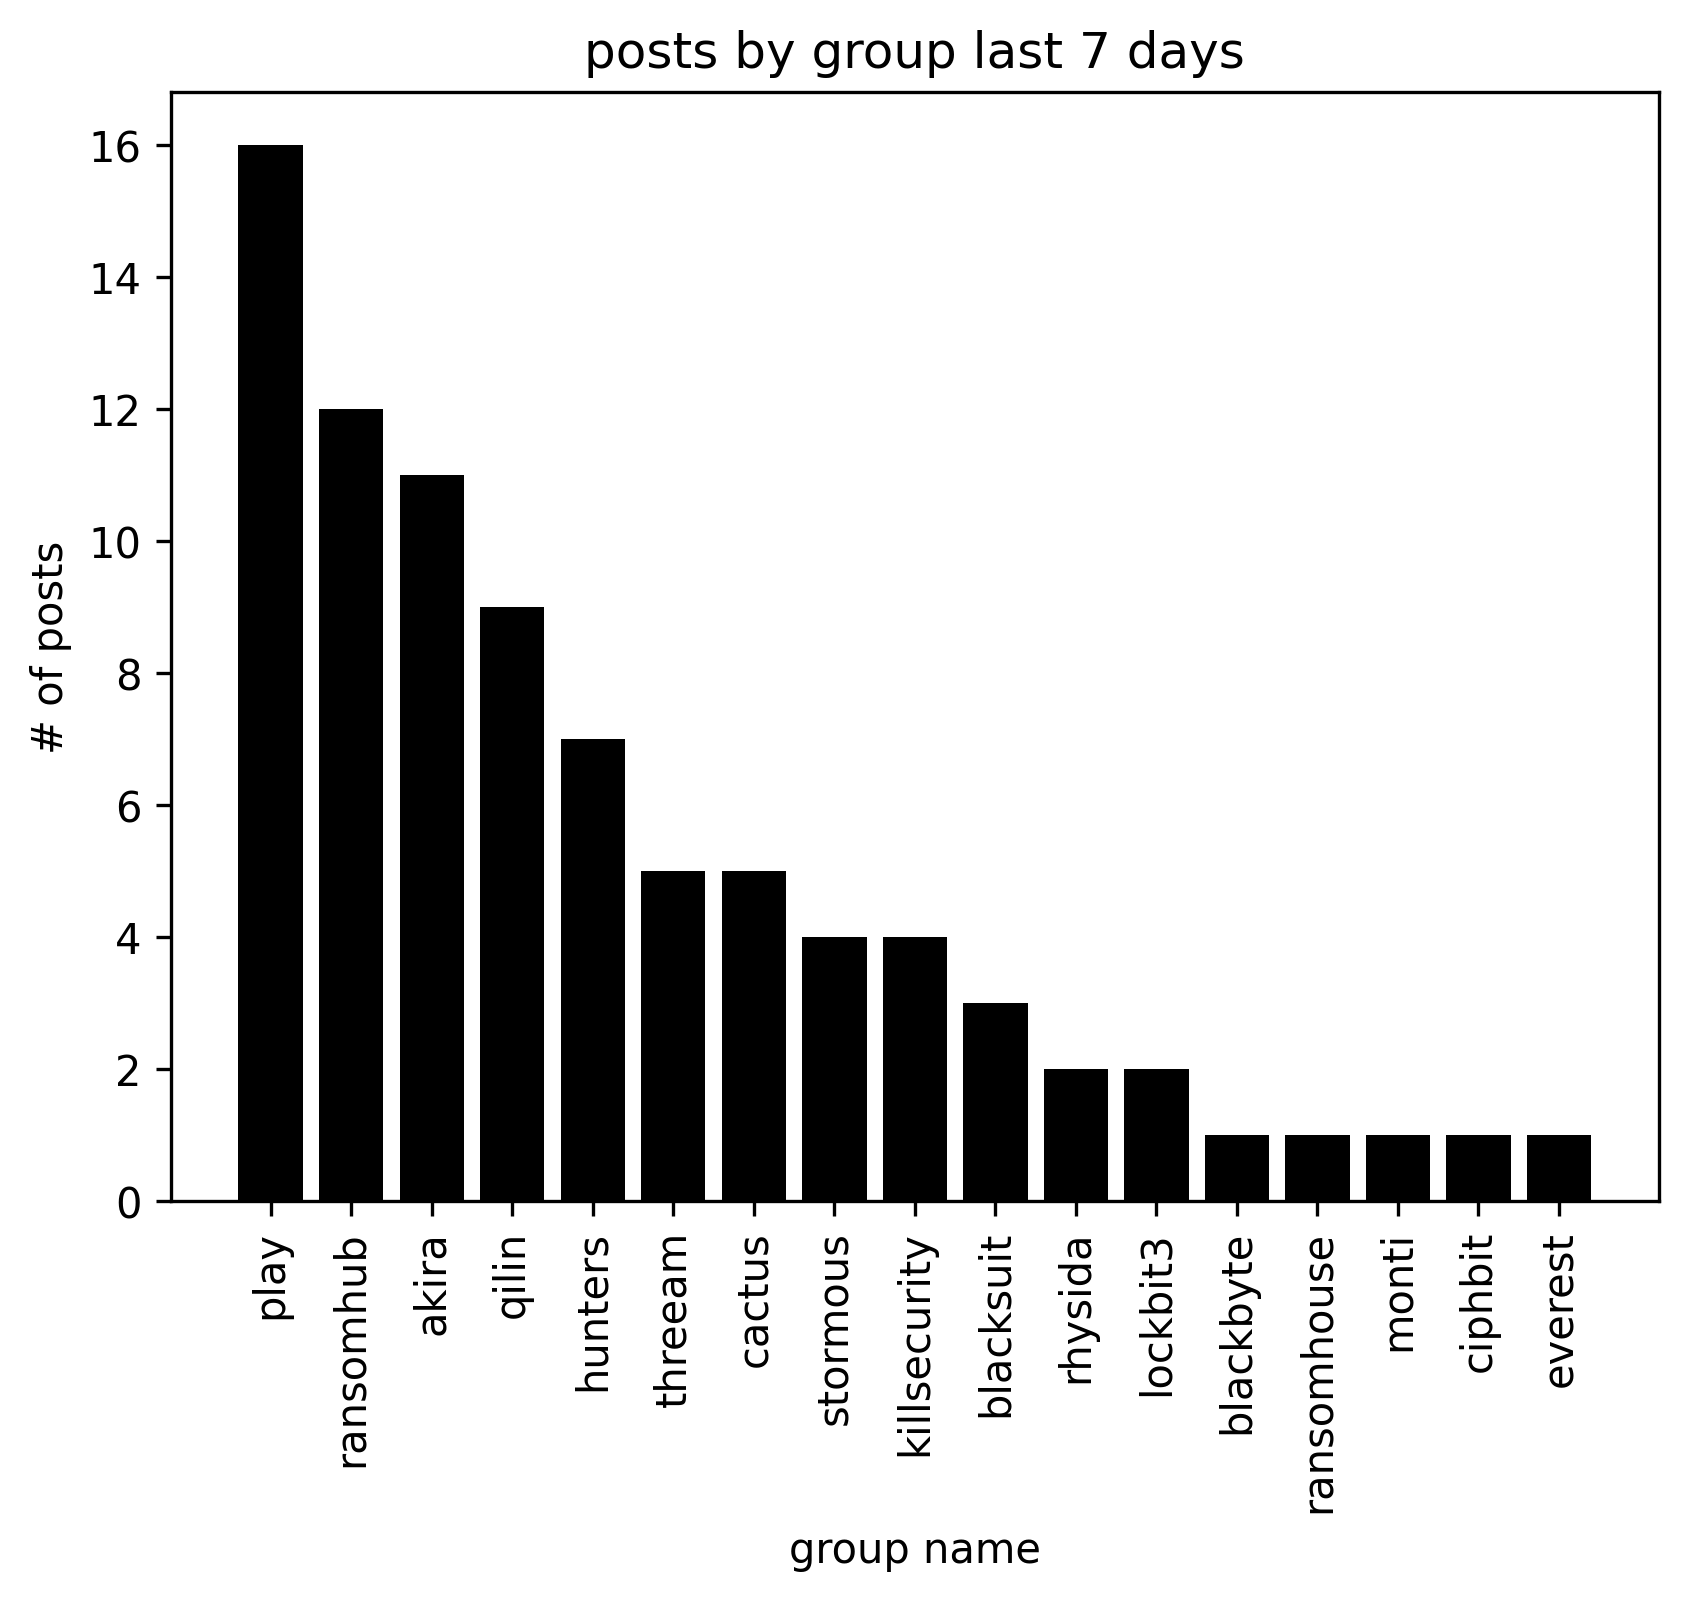 posts by group last 7 days
16
14
12
10
8
6
4
2
0
# of posts
play
ransomhub
akira
qilin
hunters
threeam
cactus
stormous
killsecurity
blacksuit
rhysida
lockbit3
blackbyte
ransomhouse
monti
ciphbit
everest
group name